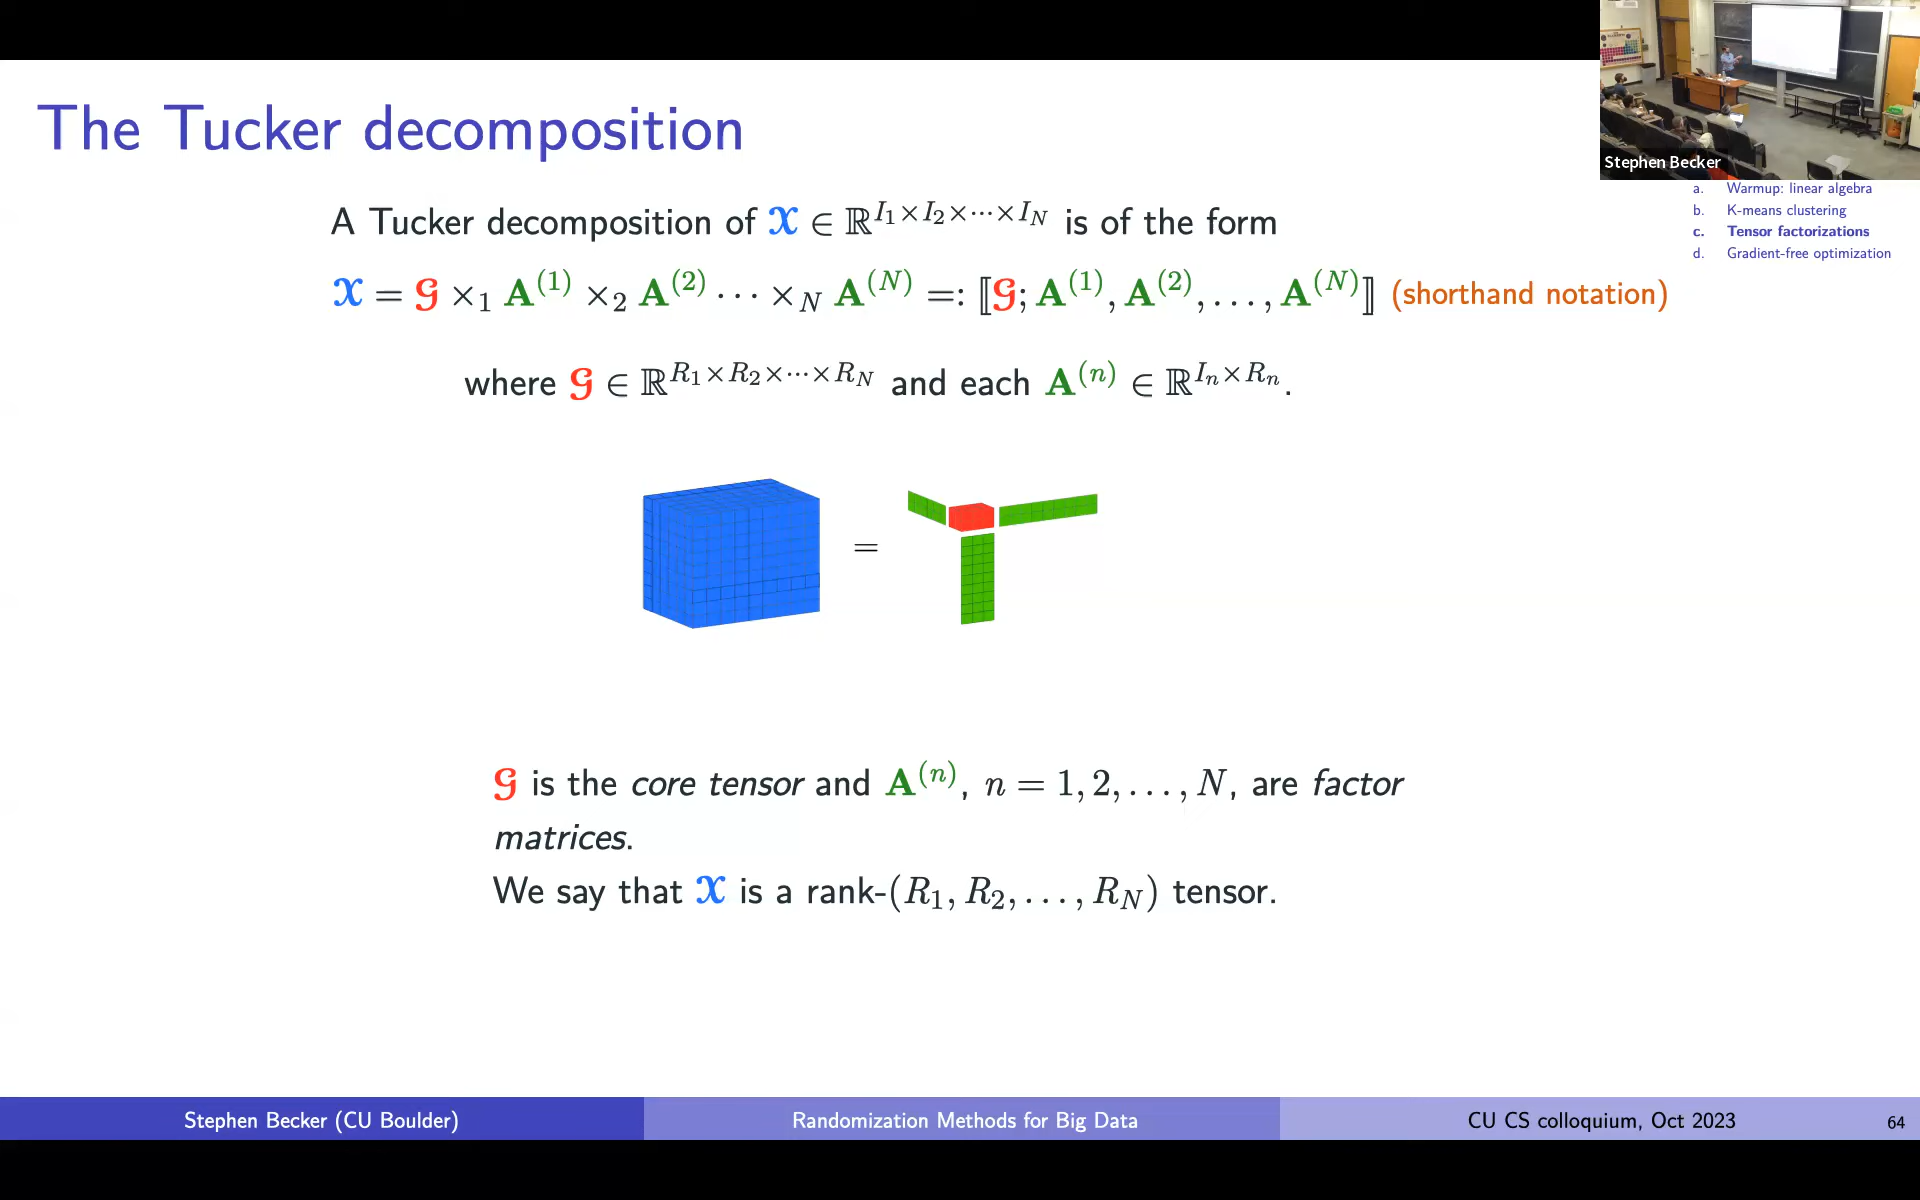 The Tucker decomposition
Stephen Becker
a. Warmup: linear algebra
b. K-means clustering
c. Tensor factorizations
d. Gradient-free optimization
A Tucker decomposition of 𝓧 ∈ ℝ^{I₁×I₂×···×I_N} is of the form
𝓧 = 𝓖 ×₁ A⁽¹⁾ ×₂ A⁽²⁾ ··· ×_N A^{(N)} =: ⟦𝓖; A⁽¹⁾, A⁽²⁾, . . . , A^{(N)}⟧ (shorthand notation)
where 𝓖 ∈ ℝ^{R₁×R₂×···×R_N} and each A^{(n)} ∈ ℝ^{I_n×R_n}.
=
𝓖 is the core tensor and A^{(n)}, n = 1, 2, . . . , N, are factor
matrices.
We say that 𝓧 is a rank-(R₁, R₂, . . . , R_N) tensor.
Stephen Becker (CU Boulder) Randomization Methods for Big Data CU CS colloquium, Oct 2023 64